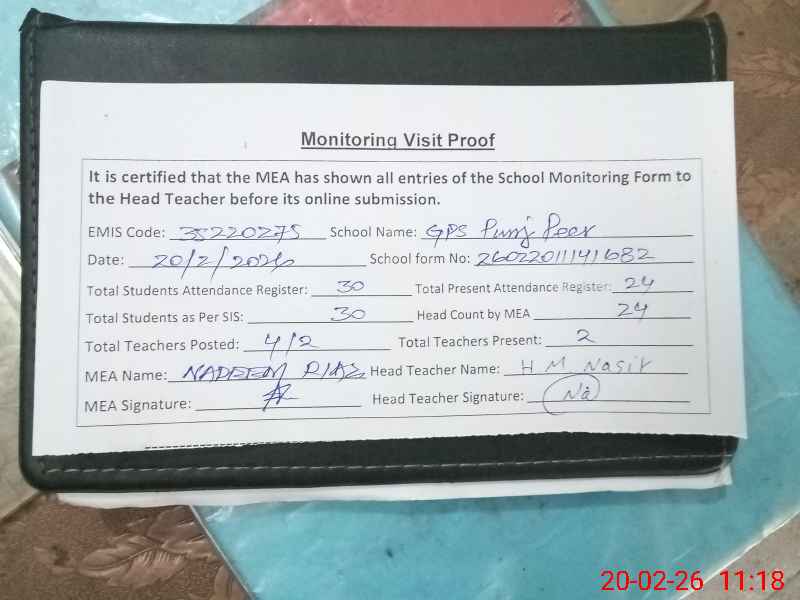 Monitoring Visit Proof
It is certified that the MEA has shown all entries of the School Monitoring Form to
the Head Teacher before its online submission.
EMIS Code: 35220275 School Name: GPS Punj Peer
Date: 20/2/2026 School form No: 26022011141682
Total Students Attendance Register: 30 Total Present Attendance Register: 24
Total Students as Per SIS: 30 Head Count by MEA 24
Total Teachers Posted: 4/2 Total Teachers Present: 2
MEA Name: NADEEM RIAZ Head Teacher Name: H M Nasir
MEA Signature: Head Teacher Signature: Na
20-02-26 11:18